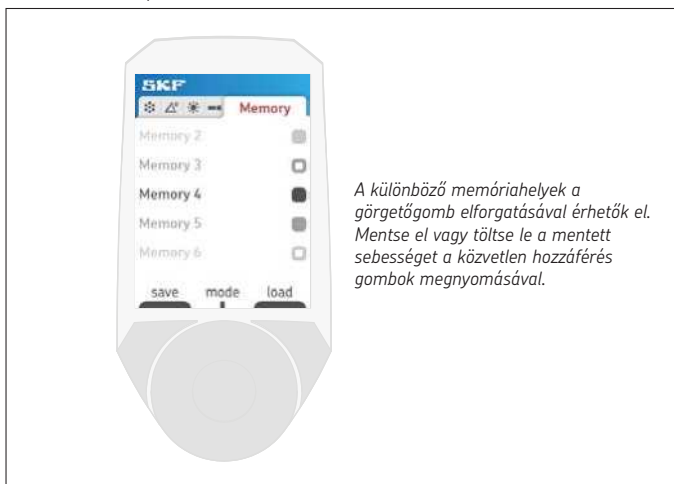 SKF
Memory
Memory 2
Memory 3
Memory 4
Memory 5
Memory 6
save mode load
A különböző memóriahelyek a
görgetőgomb elforgatásával érhetők el.
Mentse el vagy töltse le a mentett
sebességet a közvetlen hozzáférés
gombok megnyomásával.